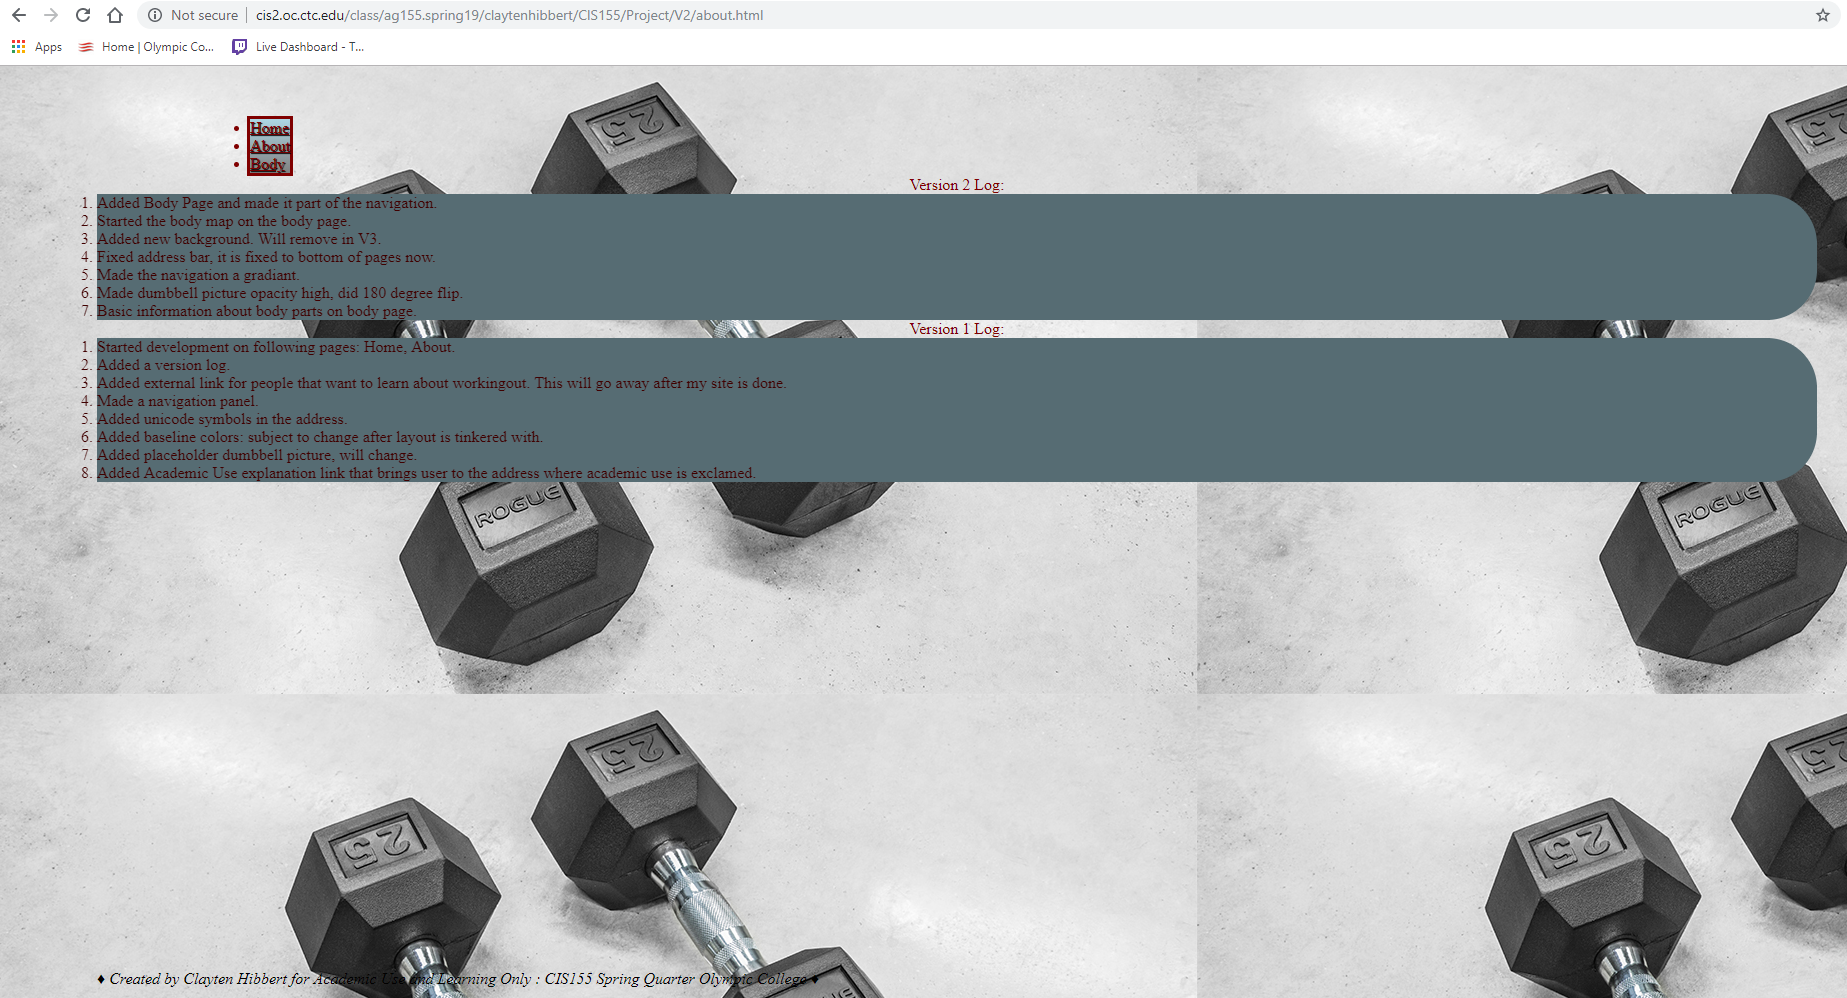 Not secure | cis2.oc.ctc.edu/class/ag155.spring19/claytenhibbert/CIS155/Project/V2/about.html
Apps Home | Olympic Co... Live Dashboard - T...
25
25
• Home
• About
• Body
Version 2 Log:
1. Added Body Page and made it part of the navigation.
2. Started the body map on the body page.
3. Added new background. Will remove in V3.
4. Fixed address bar, it is fixed to bottom of pages now.
5. Made the navigation a gradiant.
6. Made dumbbell picture opacity high, did 180 degree flip.
7. Basic information about body parts on body page.
Version 1 Log:
1. Started development on following pages: Home, About.
2. Added a version log.
3. Added external link for people that want to learn about workingout. This will go away after my site is done.
4. Made a navigation panel.
5. Added unicode symbols in the address.
6. Added baseline colors: subject to change after layout is tinkered with.
7. Added placeholder dumbbell picture, will change.
8. Added Academic Use explanation link that brings user to the address where academic use is exclamed.
ROGUE
ROGUE
25
25
25
25
♦ Created by Clayten Hibbert for Academic Use and Learning Only : CIS155 Spring Quarter Olympic College ♦
ROGUE